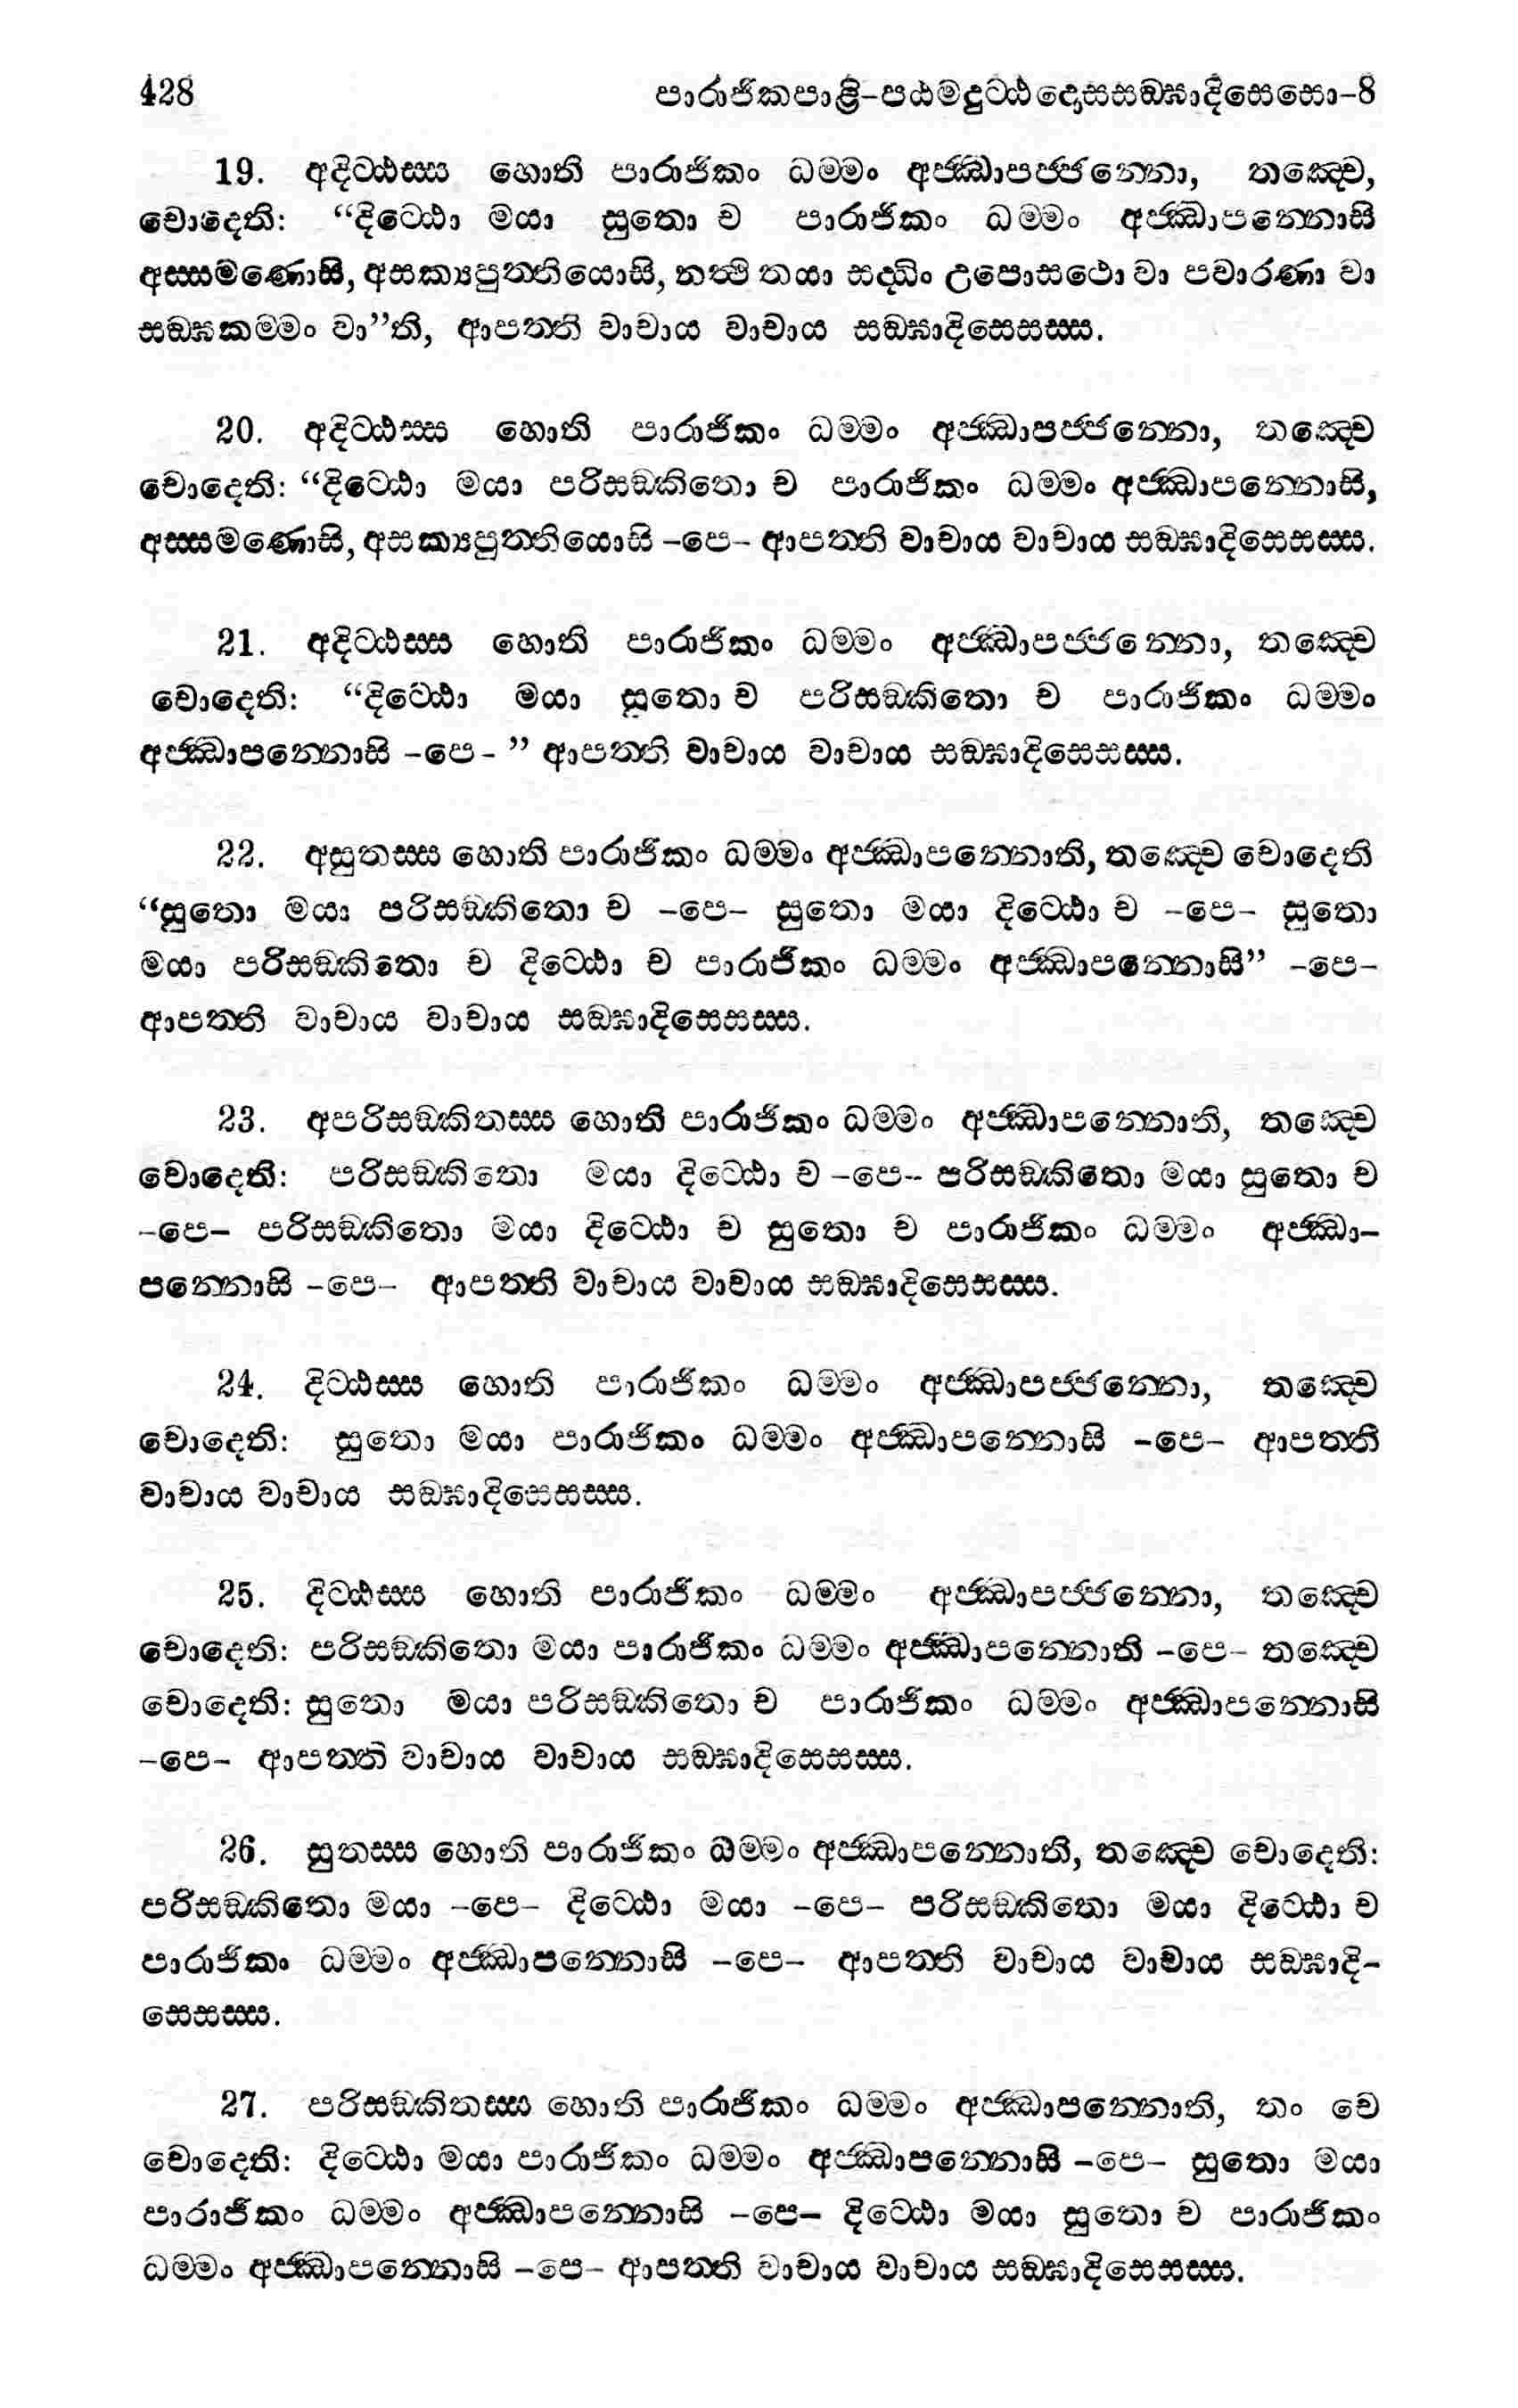 428 පාරාජිකපාළි-පඨමදුට්ඨදොසසඞ්ඝාදිසෙසො-8
19. අදිට්ඨස්ස හොති පාරාජිකං ධම්මං අජ්ඣාපජ්ජන්තො, තඤ්චෙ,
චොදෙති: “දිට්ඨො මයා සුතො ච පාරාජිකං ධම්මං අජ්ඣාපන්නොසි
අස්සමණොසි, අසක්‍යපුත්තියොසි, නත්ථි තයා සද්ධිං උපොසථො වා පවාරණා වා
සඞ්ඝකම්මං වා”ති, ආපත්ති වාචාය වාචාය සඞ්ඝාදිසෙසස්ස.
20. අදිට්ඨස්ස හොති පාරාජිකං ධම්මං අජ්ඣාපජ්ජන්තො, තඤ්චෙ
චොදෙති: “දිට්ඨො මයා පරිසඞ්කිතො ච පාරාජිකං ධම්මං අජ්ඣාපන්නොසි,
අස්සමණොසි, අසක්‍යපුත්තියොසි -පෙ- ආපත්ති වාචාය වාචාය සඞ්ඝාදිසෙසස්ස.
21. අදිට්ඨස්ස හොති පාරාජිකං ධම්මං අජ්ඣාපජ්ජන්තො, තඤ්චෙ
චොදෙති: “දිට්ඨො මයා සුතො ච පරිසඞ්කිතො ච පාරාජිකං ධම්මං
අජ්ඣාපන්නොසි -පෙ- ” ආපත්ති වාචාය වාචාය සඞ්ඝාදිසෙසස්ස.
22. අසුතස්ස හොති පාරාජිකං ධම්මං අජ්ඣාපන්නොති, තඤ්චෙ චොදෙති
“සුතො මයා පරිසඞ්කිතො ච -පෙ- සුතො මයා දිට්ඨො ච -පෙ- සුතො
මයා පරිසඞ්කිතො ච දිට්ඨො ච පාරාජිකං ධම්මං අජ්ඣාපන්නොසි” -පෙ-
ආපත්ති වාචාය වාචාය සඞ්ඝාදිසෙසස්ස.
23. අපරිසඞ්කිතස්ස හොති පාරාජිකං ධම්මං අජ්ඣාපන්නොති, තඤ්චෙ
චොදෙති: පරිසඞ්කිතො මයා දිට්ඨො ච -පෙ- පරිසඞ්කිතො මයා සුතො ච
-පෙ- පරිසඞ්කිතො මයා දිට්ඨො ච සුතො ච පාරාජිකං ධම්මං අජ්ඣා-
පන්නොසි -පෙ- ආපත්ති වාචාය වාචාය සඞ්ඝාදිසෙසස්ස.
24. දිට්ඨස්ස හොති පාරාජිකං ධම්මං අජ්ඣාපජ්ජන්තො, තඤ්චෙ
චොදෙති: සුතො මයා පාරාජිකං ධම්මං අජ්ඣාපන්නොසි -පෙ- ආපත්ති
වාචාය වාචාය සඞ්ඝාදිසෙසස්ස.
25. දිට්ඨස්ස හොති පාරාජිකං ධම්මං අජ්ඣාපජ්ජන්තො, තඤ්චෙ
චොදෙති: පරිසඞ්කිතො මයා පාරාජිකං ධම්මං අජ්ඣාපන්නොති -පෙ- තඤ්චෙ
චොදෙති: සුතො මයා පරිසඞ්කිතො ච පාරාජිකං ධම්මං අජ්ඣාපන්නොසි
-පෙ- ආපත්ති වාචාය වාචාය සඞ්ඝාදිසෙසස්ස.
26. සුතස්ස හොති පාරාජිකං ධම්මං අජ්ඣාපන්නොති, තඤ්චෙ චොදෙති:
පරිසඞ්කිතො මයා -පෙ- දිට්ඨො මයා -පෙ- පරිසඞ්කිතො මයා දිට්ඨො ච
පාරාජිකං ධම්මං අජ්ඣාපන්නොසි -පෙ- ආපත්ති වාචාය වාචාය සඞ්ඝාදි-
සෙසස්ස.
27. පරිසඞ්කිතස්ස හොති පාරාජිකං ධම්මං අජ්ඣාපන්නොති, තං චෙ
චොදෙති: දිට්ඨො මයා පාරාජිකං ධම්මං අජ්ඣාපන්නොසි -පෙ- සුතො මයා
පාරාජිකං ධම්මං අජ්ඣාපන්නොසි -පෙ- දිට්ඨො මයා සුතො ච පාරාජිකං
ධම්මං අජ්ඣාපන්නොසි -පෙ- ආපත්ති වාචාය වාචාය සඞ්ඝාදිසෙසස්ස.